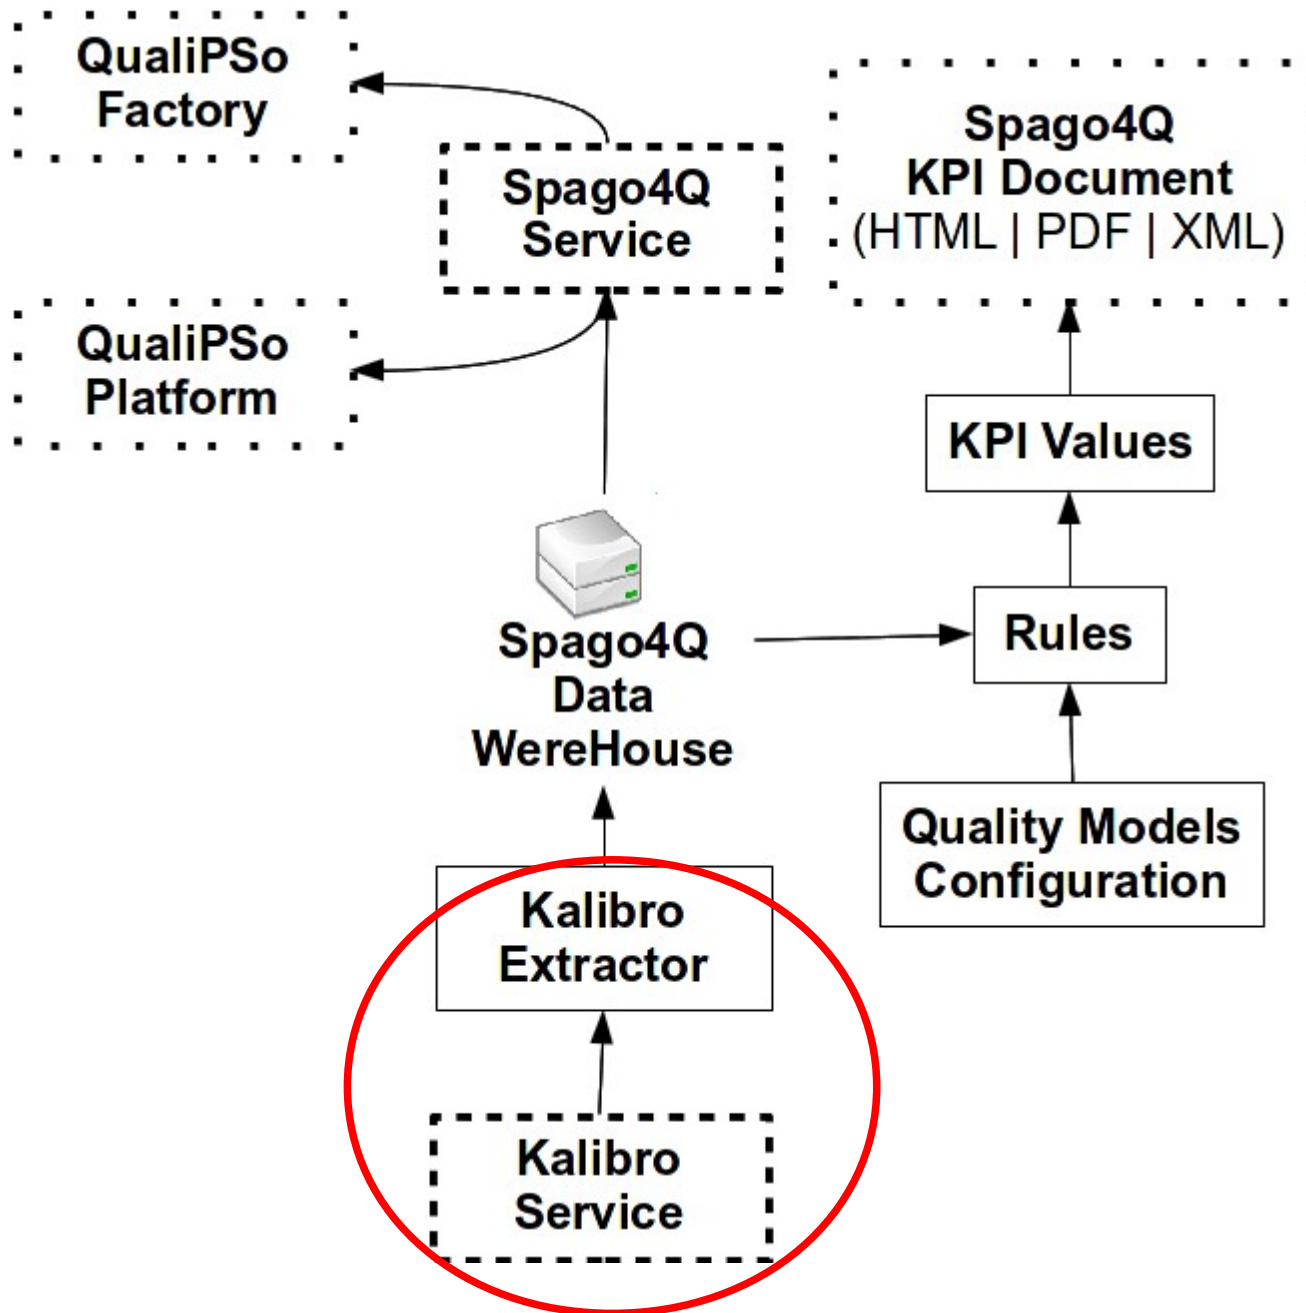 QualiPSo
Factory
Spago4Q
Service
Spago4Q
KPI Document
(HTML | PDF | XML)
QualiPSo
Platform
KPI Values
Spago4Q
Data
WereHouse
Rules
Quality Models
Configuration
Kalibro
Extractor
Kalibro
Service